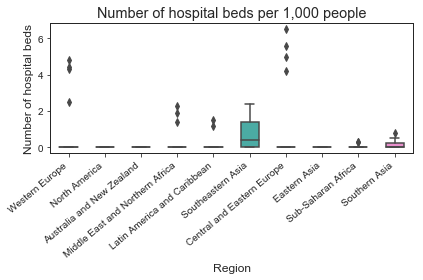 Number of hospital beds per 1,000 people
Number of hospital beds
6
4
2
0
Western Europe
North America
Australia and New Zealand
Middle East and Northern Africa
Latin America and Caribbean
Southeastern Asia
Central and Eastern Europe
Eastern Asia
Sub-Saharan Africa
Southern Asia
Region